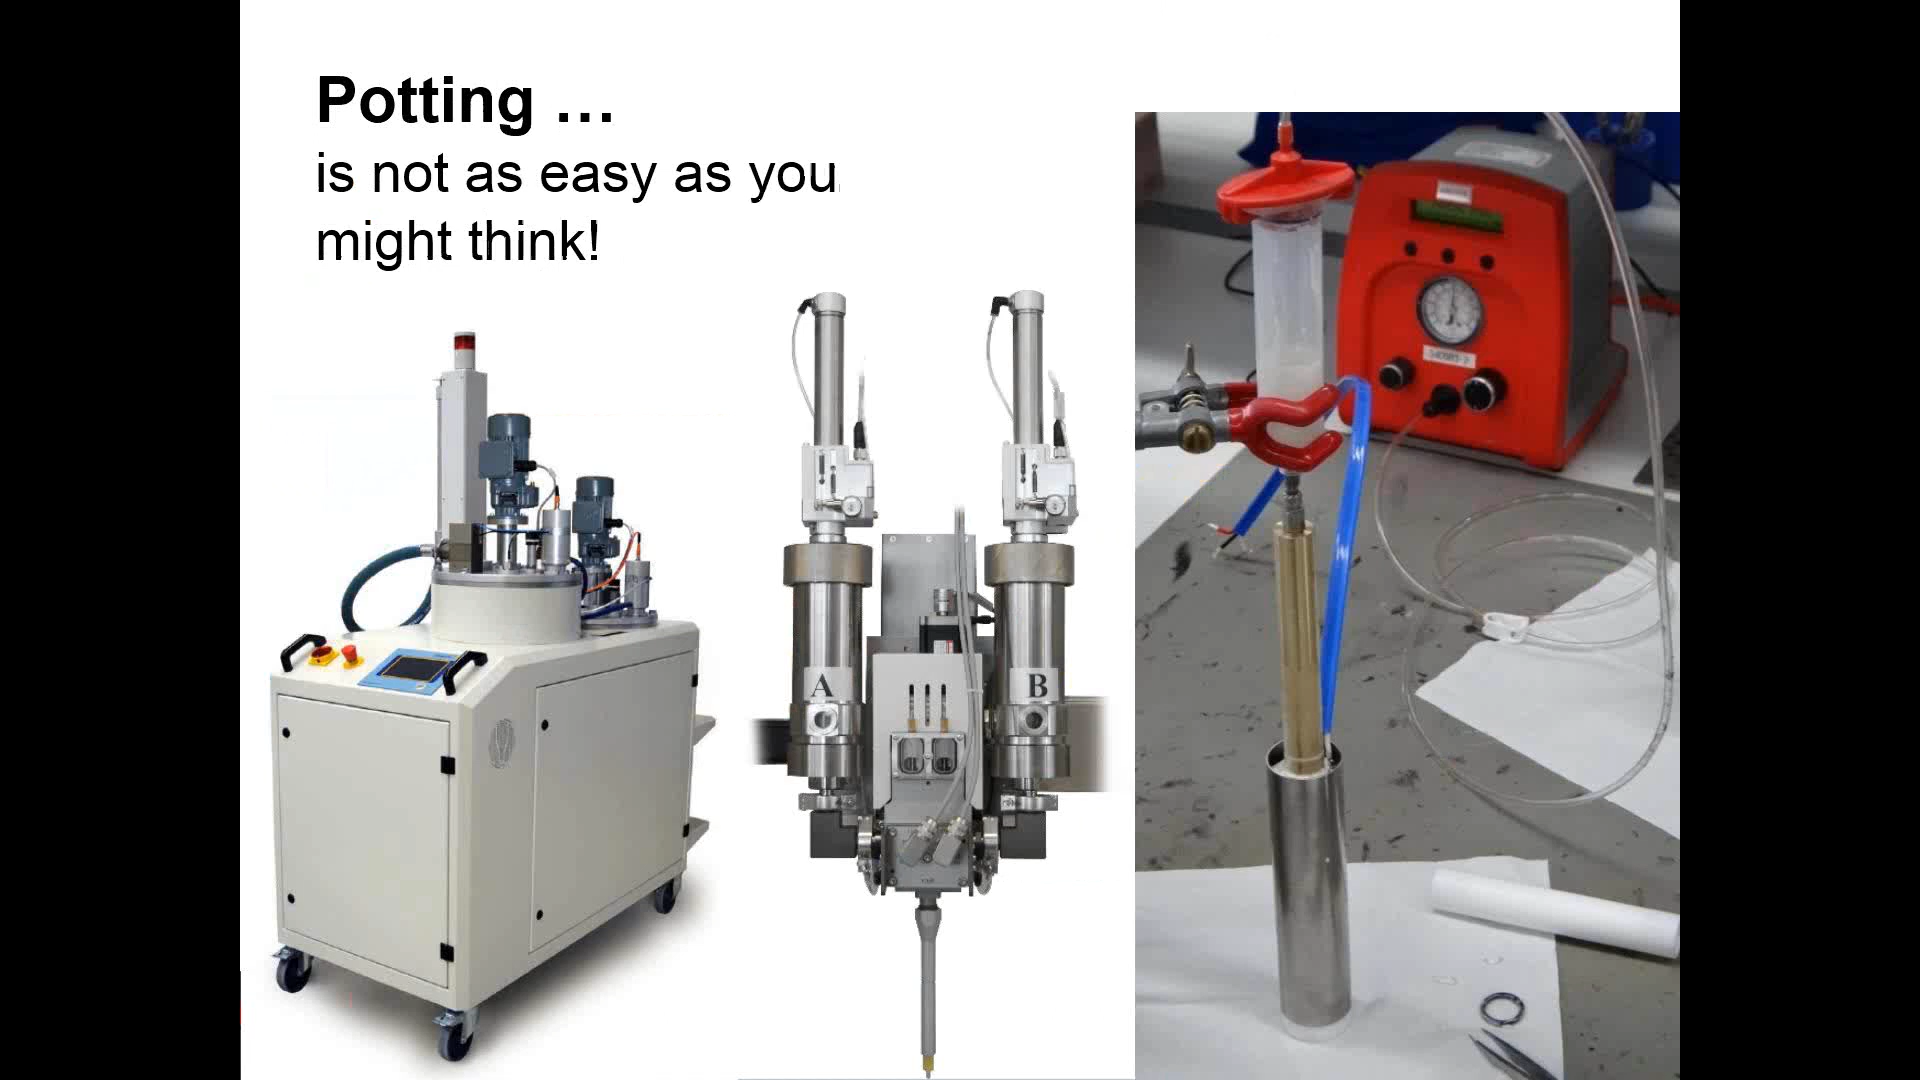 Potting …
is not as easy as you
might think!
A
B